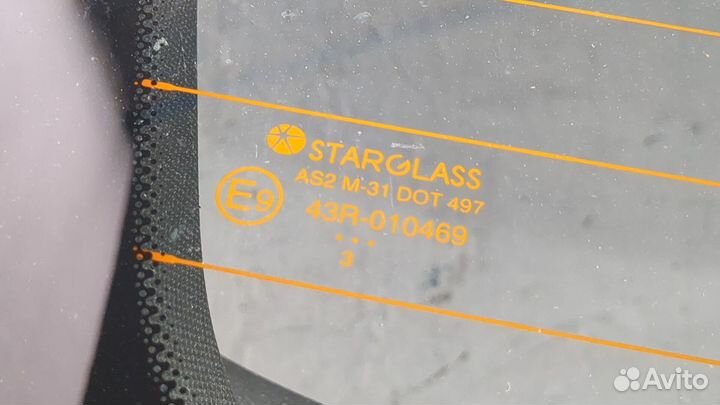 STARGLASS
AS2 M-31 DOT 497
E9
43R-010469
• • •
3
Avito